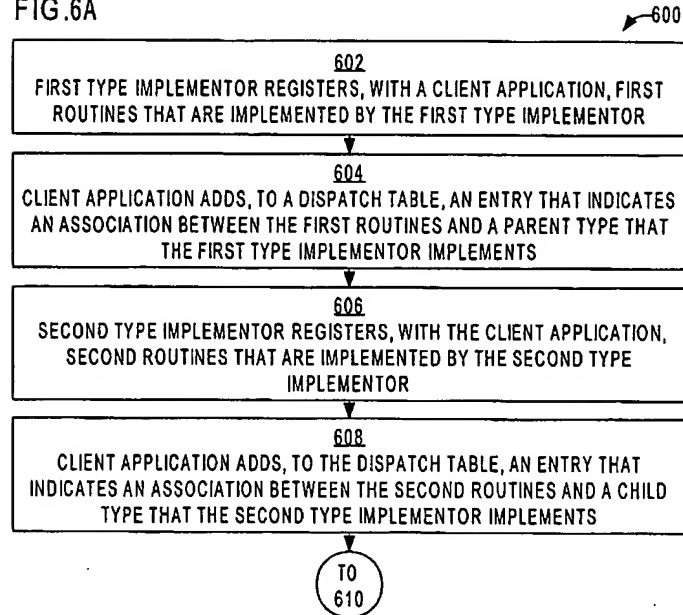 FIG.6A
600
602
FIRST TYPE IMPLEMENTOR REGISTERS, WITH A CLIENT APPLICATION, FIRST
ROUTINES THAT ARE IMPLEMENTED BY THE FIRST TYPE IMPLEMENTOR
604
CLIENT APPLICATION ADDS, TO A DISPATCH TABLE, AN ENTRY THAT INDICATES
AN ASSOCIATION BETWEEN THE FIRST ROUTINES AND A PARENT TYPE THAT
THE FIRST TYPE IMPLEMENTOR IMPLEMENTS
606
SECOND TYPE IMPLEMENTOR REGISTERS, WITH THE CLIENT APPLICATION,
SECOND ROUTINES THAT ARE IMPLEMENTED BY THE SECOND TYPE
IMPLEMENTOR
608
CLIENT APPLICATION ADDS, TO THE DISPATCH TABLE, AN ENTRY THAT
INDICATES AN ASSOCIATION BETWEEN THE SECOND ROUTINES AND A CHILD
TYPE THAT THE SECOND TYPE IMPLEMENTOR IMPLEMENTS
TO
610